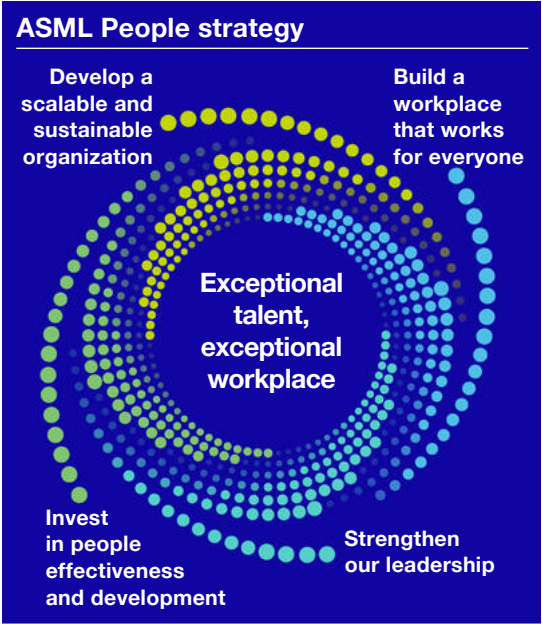 ASML People strategy
Develop a
scalable and
sustainable
organization
Build a
workplace
that works
for everyone
Exceptional
talent,
exceptional
workplace
Invest
in people
effectiveness
and development
Strengthen
our leadership